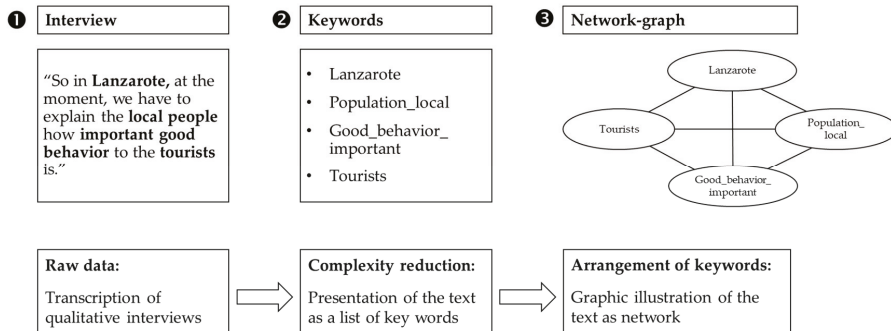 ❶ Interview
❷ Keywords
❸ Network-graph
“So in Lanzarote, at the
moment, we have to
explain the local people
how important good
behavior to the tourists
is.”
• Lanzarote
• Population_local
• Good_behavior_
important
• Tourists
Lanzarote
Tourists
Population_
local
Good_behavior_
important
Raw data:
Transcription of
qualitative interviews
Complexity reduction:
Presentation of the text
as a list of key words
Arrangement of keywords:
Graphic illustration of the
text as network